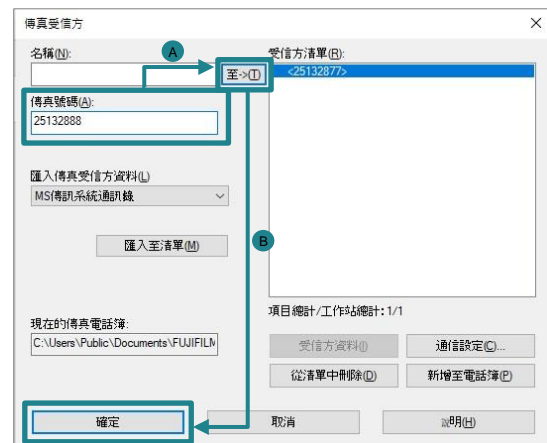 傳真受信方
名稱(N):
A
至->(T)
傳真號碼(A):
25132888
匯入傳真受信方資料(L)
MS傳訊系統通訊錄
匯入至清單(M)
現在的傳真電話簿:
C:\Users\Public\Documents\FUJIFILM
確定
受信方清單(R):
<25132877>
B
項目總計/工作站總計:1/1
受信方資料(I)
通信設定(C)...
從清單中刪除(D)
新增至電話簿(P)
取消
說明(H)